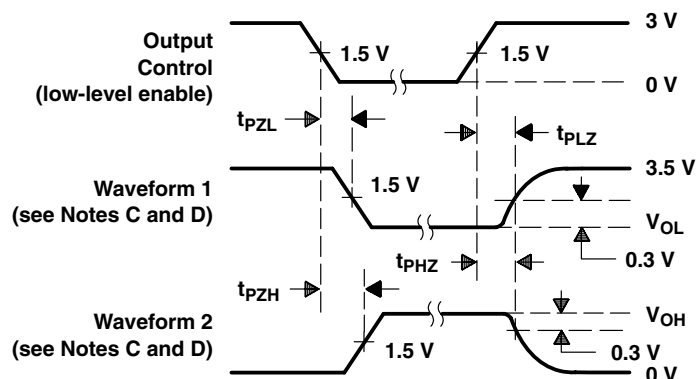 Output
Control
(low-level enable)
1.5 V
1.5 V
3 V
0 V
tPZL
tPLZ
Waveform 1
(see Notes C and D)
1.5 V
3.5 V
VOL
0.3 V
tPHZ
tPZH
Waveform 2
(see Notes C and D)
1.5 V
VOH
0.3 V
0 V